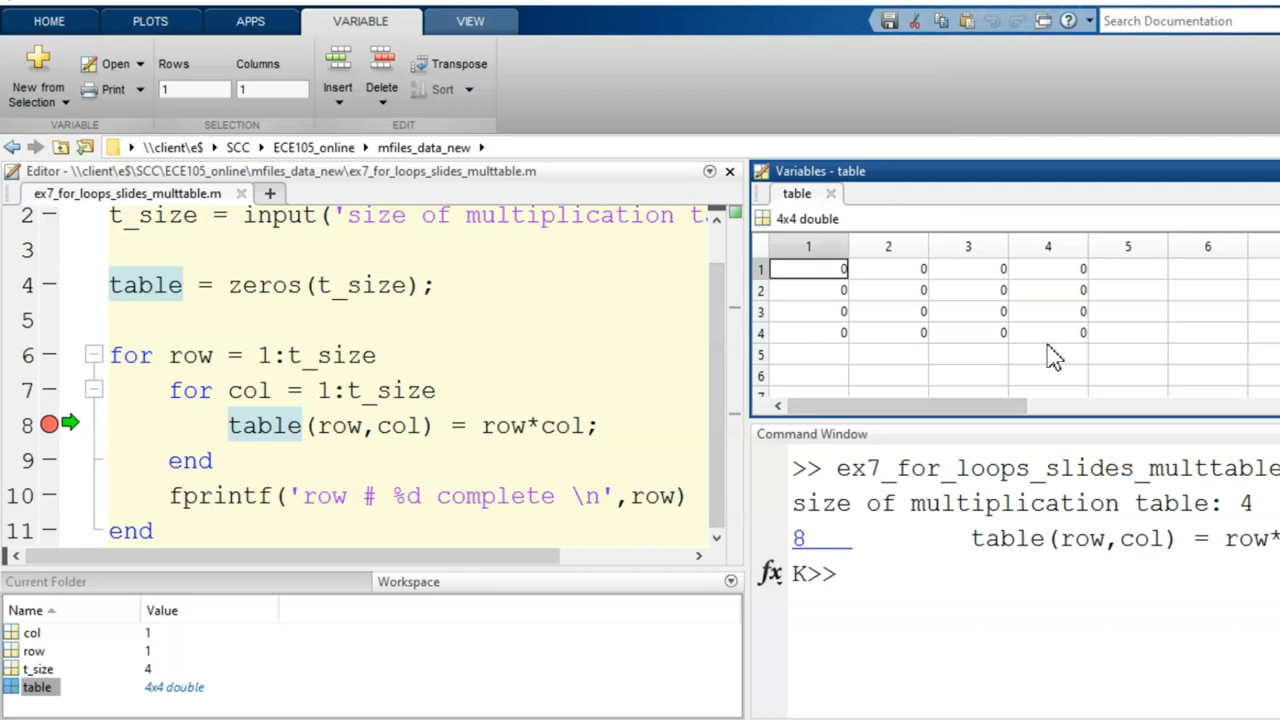 HOME PLOTS APPS VARIABLE VIEW Search Documentation
New from Selection Open Print Rows Columns 1 1 Insert Delete Transpose Sort
VARIABLE SELECTION EDIT
\\client\e$ SCC ECE105_online mfiles_data_new
Editor - \\client\e$\SCC\ECE105_online\mfiles_data_new\ex7_for_loops_slides_multtable.m
ex7_for_loops_slides_multtable.m
2 t_size = input('size of multiplication ta
3
4 table = zeros(t_size);
5
6 for row = 1:t_size
7 for col = 1:t_size
8 table(row,col) = row*col;
9 end
10 fprintf('row # %d complete \n',row)
11 end
Variables - table
table
4x4 double
1 2 3 4 5 6
1 0 0 0 0
2 0 0 0 0
3 0 0 0 0
4 0 0 0 0
5
6
7
Command Window
>> ex7_for_loops_slides_multtable
size of multiplication table: 4
8 table(row,col) = row*
fx K>>
Current Folder Workspace
Name Value
col 1
row 1
t_size 4
table 4x4 double